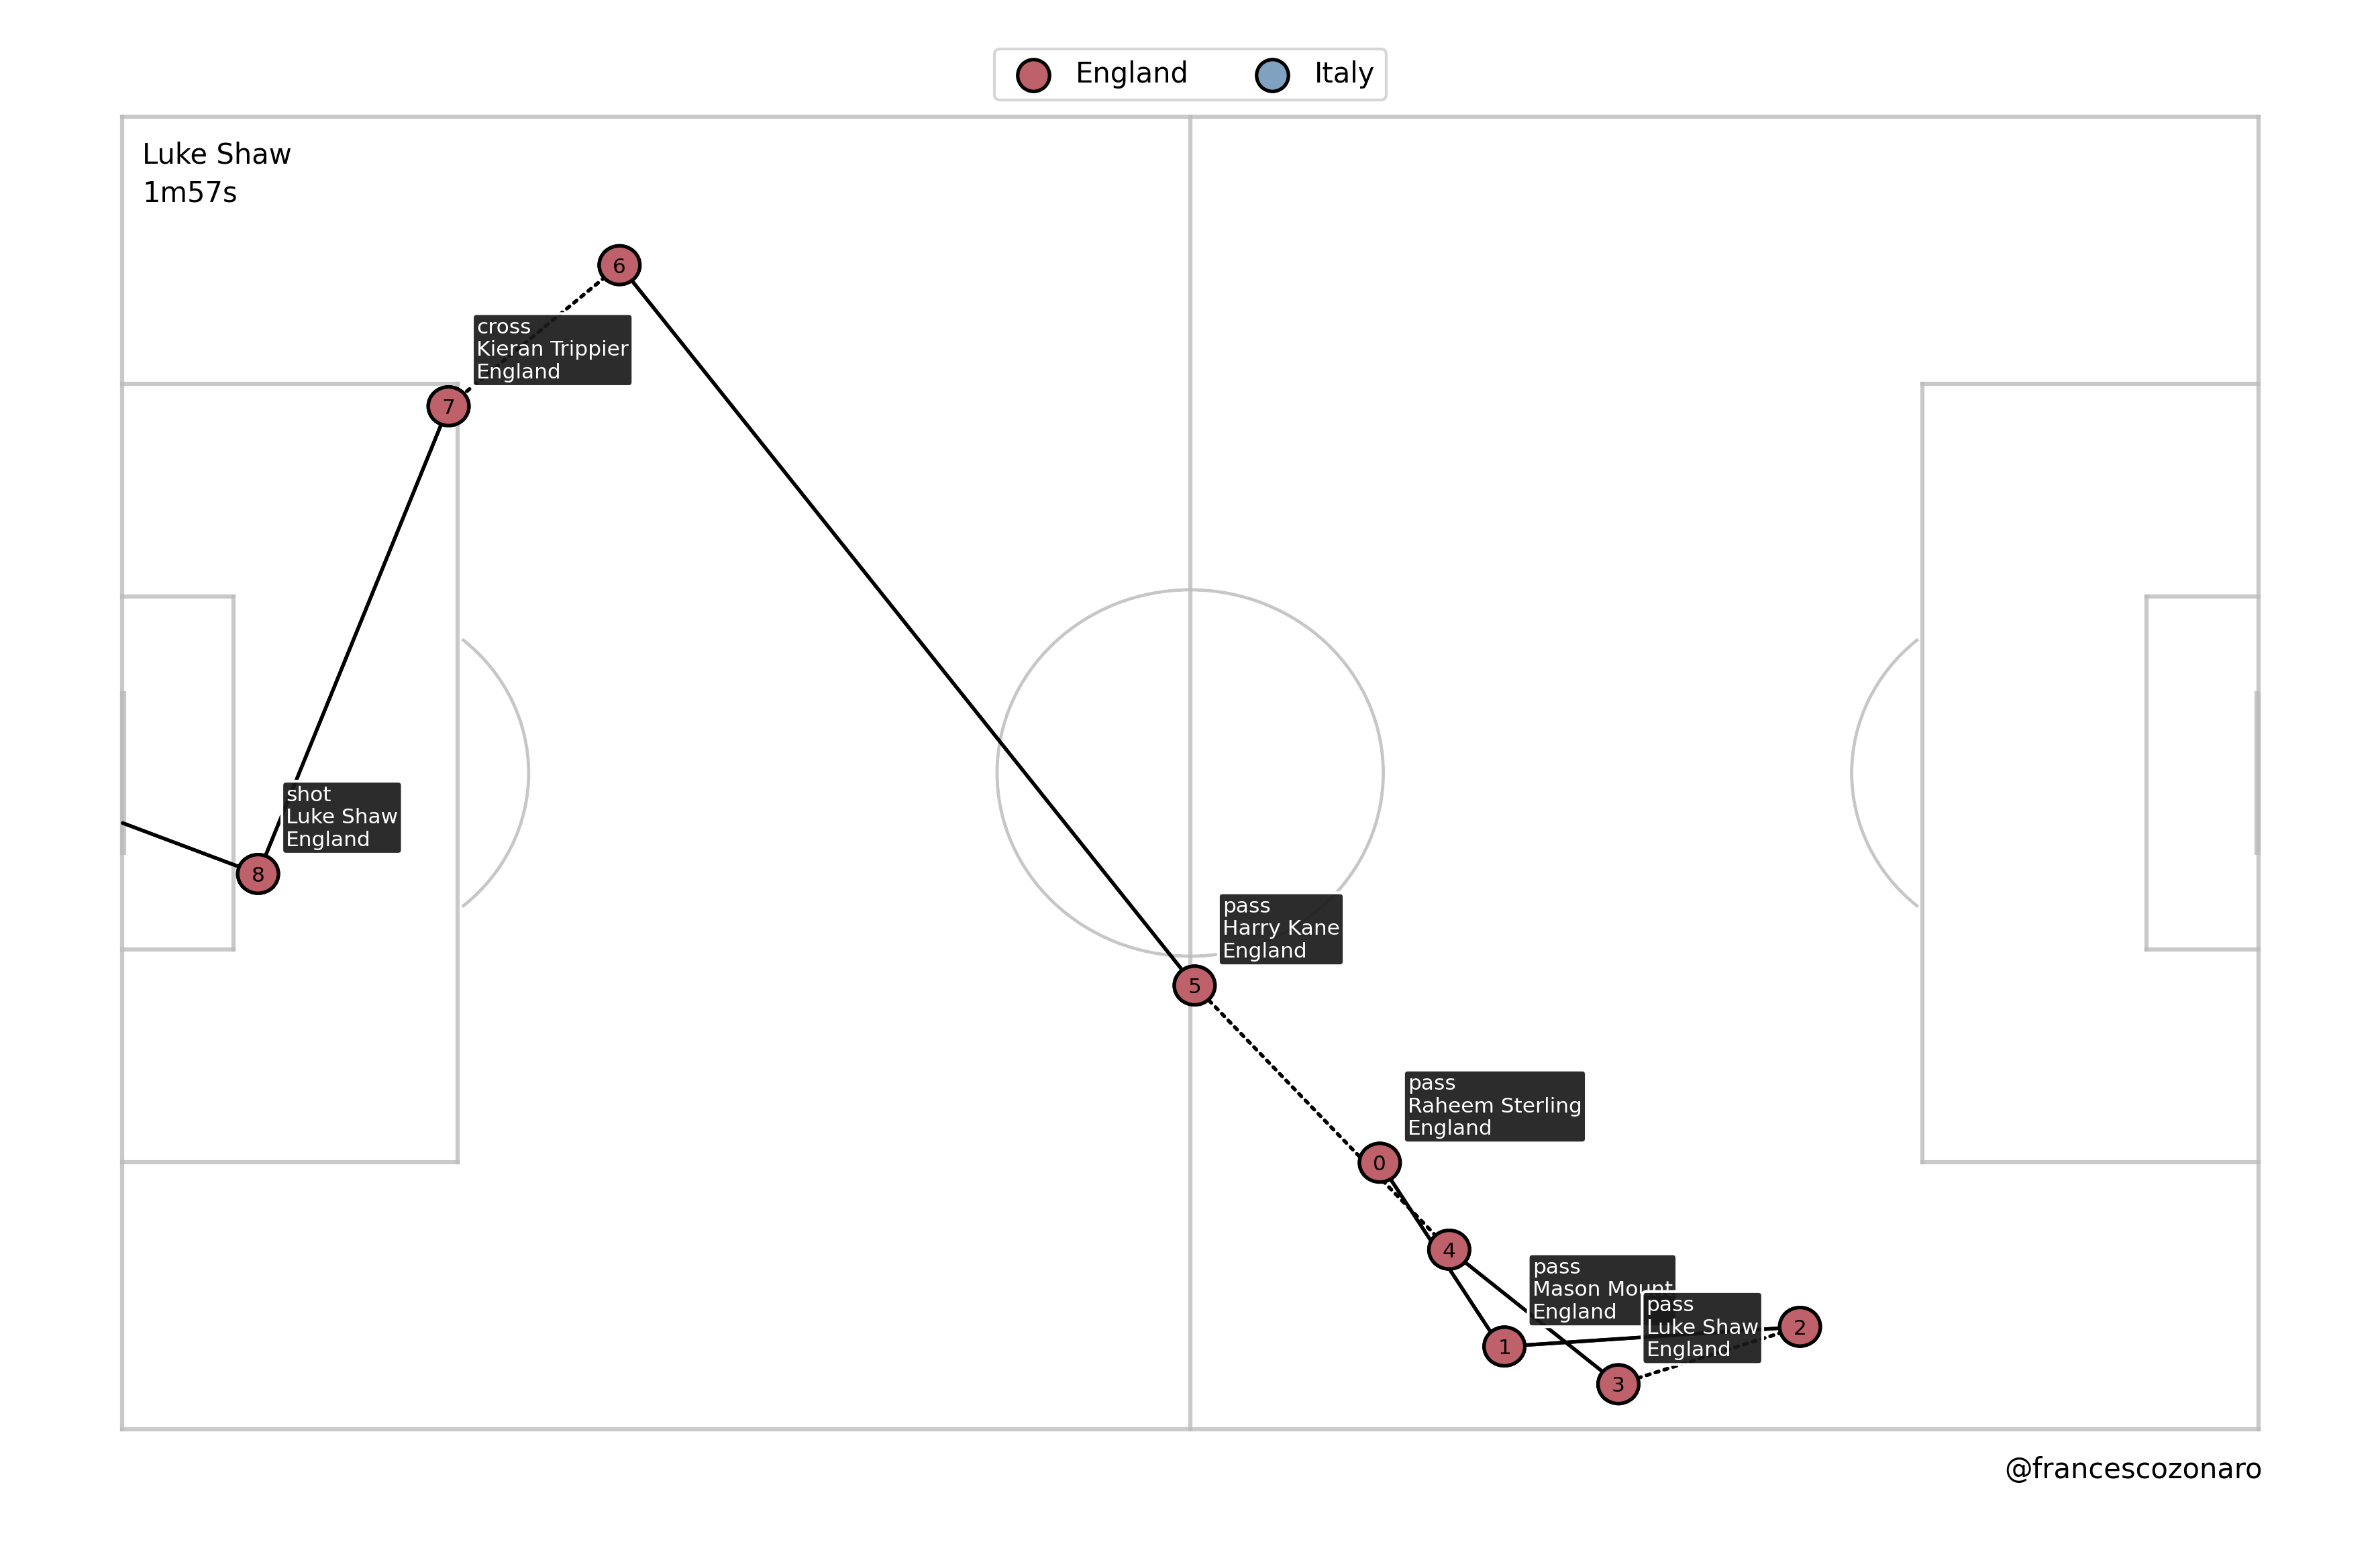 England
Italy
Luke Shaw
1m57s
6
cross
Kieran Trippier
England
7
shot
Luke Shaw
England
8
pass
Harry Kane
England
5
pass
Raheem Sterling
England
0
4
pass
Mason Mount
England
pass
Luke Shaw
England
1
2
3
@francescozonaro